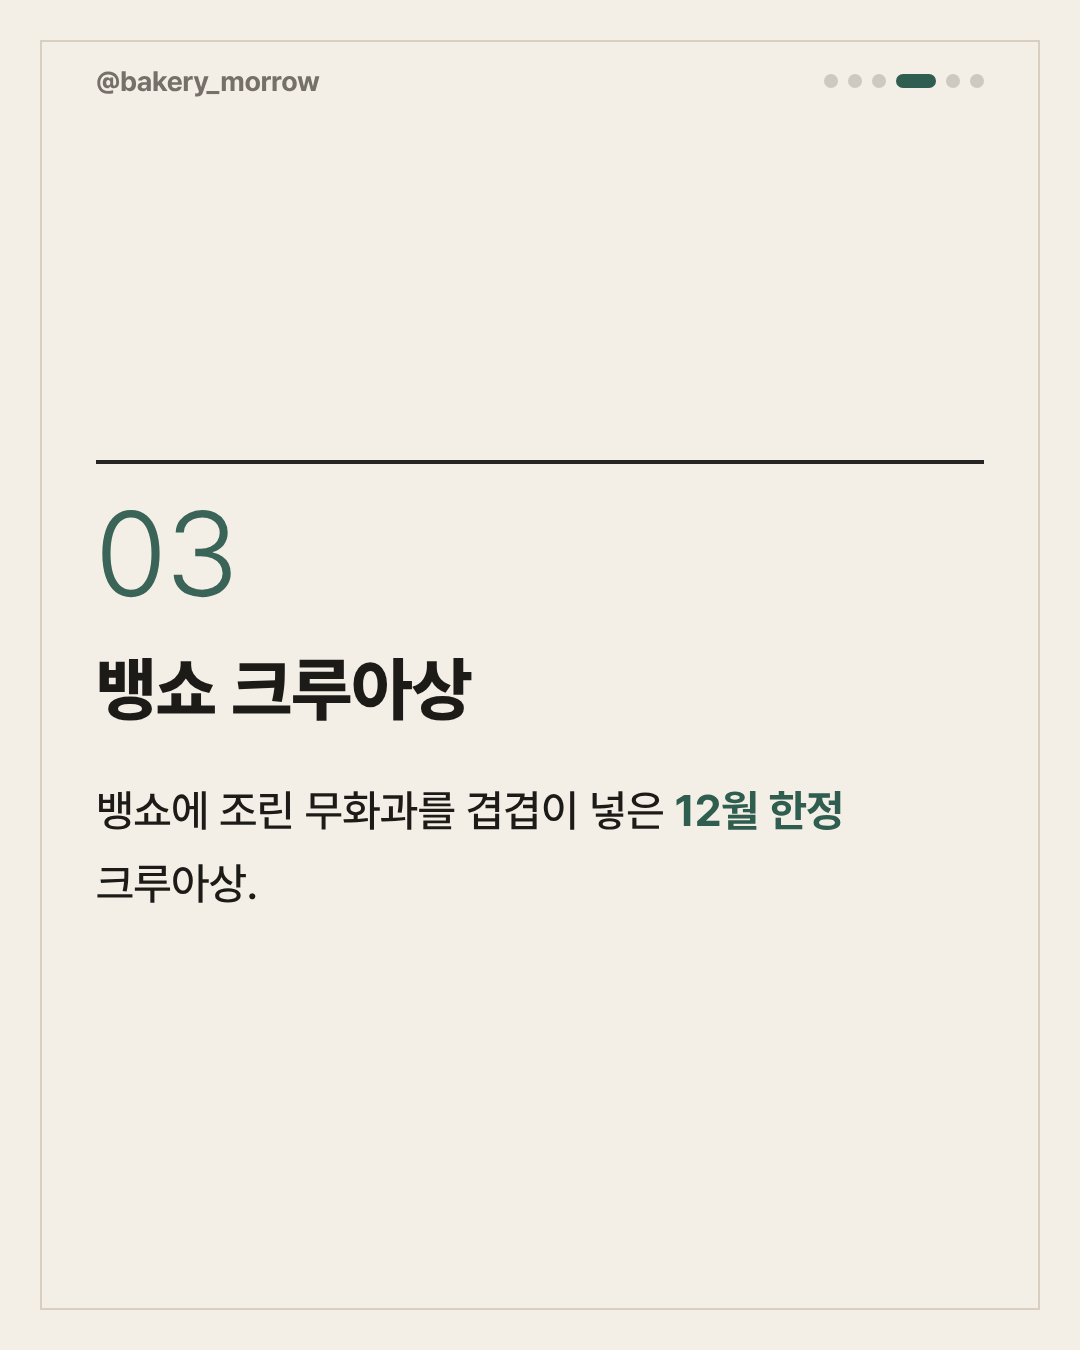 @bakery_morrow
03
뱅쇼 크루아상
뱅쇼에 조린 무화과를 겹겹이 넣은 12월 한정
크루아상.